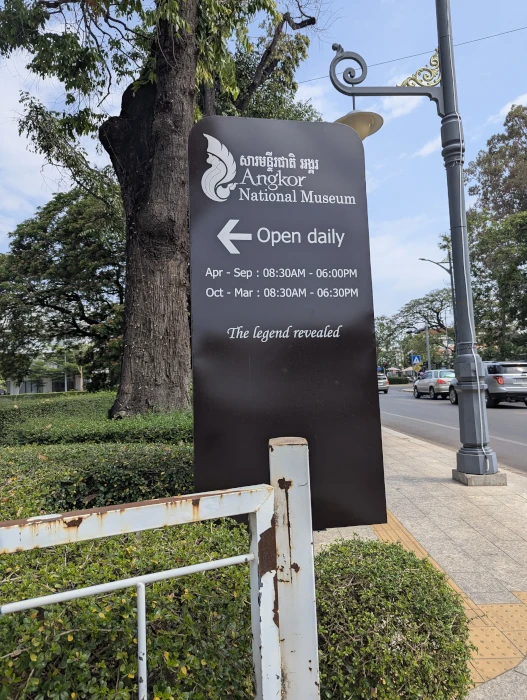 សារមន្ទីរជាតិ អង្គរ
Angkor
National Museum
Open daily
Apr - Sep : 08:30AM - 06:00PM
Oct - Mar : 08:30AM - 06:30PM
The legend revealed